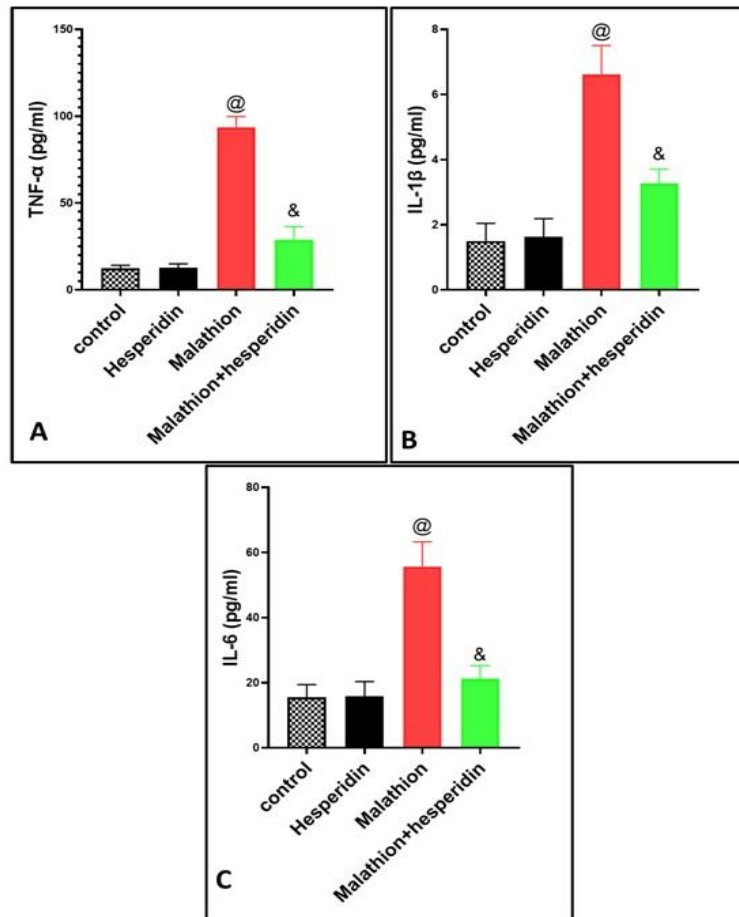 150
100
50
0
TNF-α (pg/ml)
@
&
control
Hesperidin
Malathion
Malathion+hesperidin
A
8
6
4
2
0
IL-1β (pg/ml)
@
&
control
Hesperidin
Malathion
Malathion+hesperidin
B
80
60
40
20
0
IL-6 (pg/ml)
@
&
control
Hesperidin
Malathion
Malathion+hesperidin
C